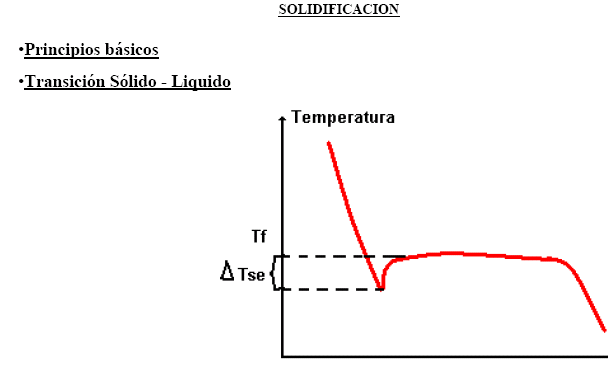 SOLIDIFICACION
•Principios básicos
•Transición Sólido - Liquido
Temperatura
Tf
Δ Tse